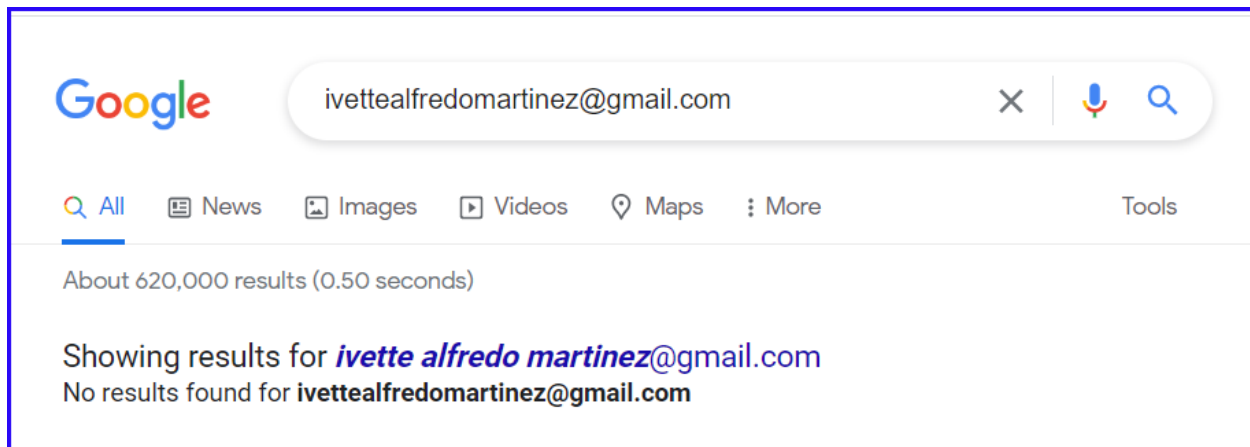 Google ivettealfredomartinez@gmail.com
All News Images Videos Maps More Tools
About 620,000 results (0.50 seconds)
Showing results for ivette alfredo martinez@gmail.com
No results found for ivettealfredomartinez@gmail.com